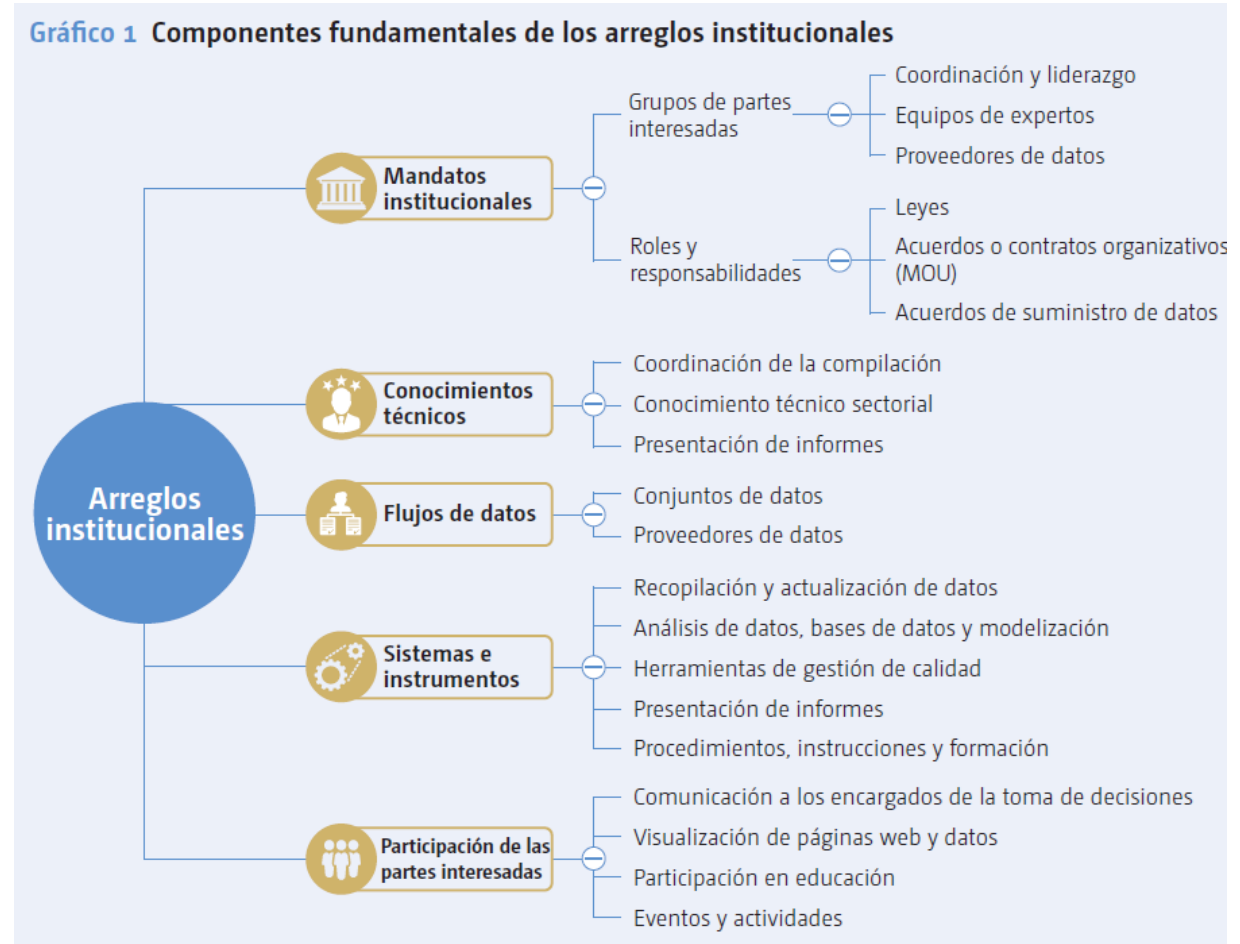 Gráfico 1 Componentes fundamentales de los arreglos institucionales
Arreglos
institucionales
Mandatos
institucionales
Grupos de partes
interesadas
Coordinación y liderazgo
Equipos de expertos
Proveedores de datos
Roles y
responsabilidades
Leyes
Acuerdos o contratos organizativos
(MOU)
Acuerdos de suministro de datos
Conocimientos
técnicos
Coordinación de la compilación
Conocimiento técnico sectorial
Presentación de informes
Flujos de datos
Conjuntos de datos
Proveedores de datos
Sistemas e
instrumentos
Recopilación y actualización de datos
Análisis de datos, bases de datos y modelización
Herramientas de gestión de calidad
Presentación de informes
Procedimientos, instrucciones y formación
Participación de las
partes interesadas
Comunicación a los encargados de la toma de decisiones
Visualización de páginas web y datos
Participación en educación
Eventos y actividades